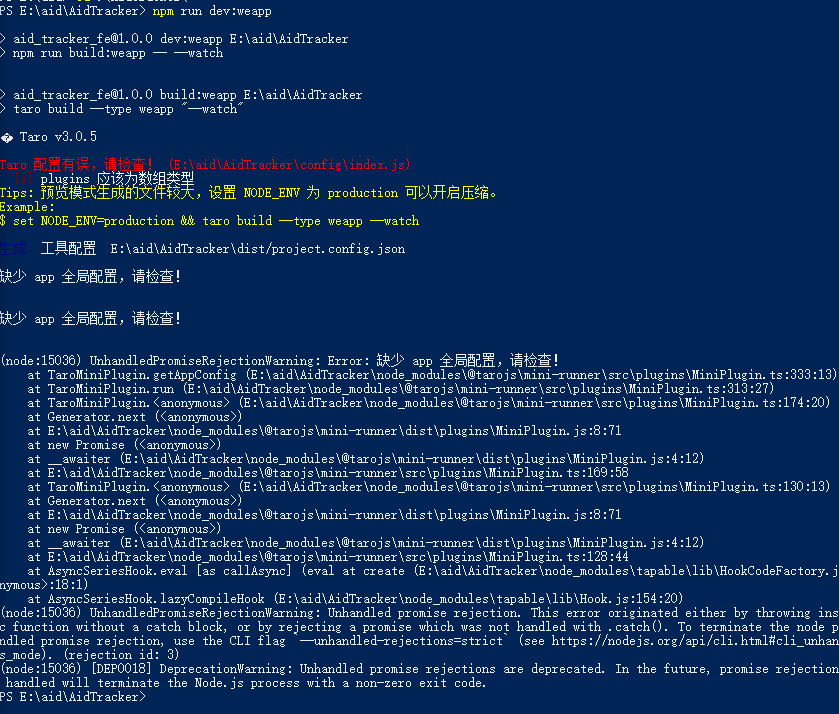 PS E:\aid\AidTracker> npm run dev:weapp
> aid_tracker_fe@1.0.0 dev:weapp E:\aid\AidTracker
> npm run build:weapp -- --watch
> aid_tracker_fe@1.0.0 build:weapp E:\aid\AidTracker
> taro build --type weapp "--watch"
� Taro v3.0.5
Taro 配置有误，请检查! (E:\aid\AidTracker\config\index.js)
plugins 应该为数组类型
Tips: 预览模式生成的文件较大，设置 NODE_ENV 为 production 可以开启压缩。
Example:
$ set NODE_ENV=production && taro build --type weapp --watch
生成 工具配置 E:\aid\AidTracker\dist/project.config.json
缺少 app 全局配置，请检查!
缺少 app 全局配置，请检查!
(node:15036) UnhandledPromiseRejectionWarning: Error: 缺少 app 全局配置，请检查!
at TaroMiniPlugin.getAppConfig (E:\aid\AidTracker\node_modules\@tarojs\mini-runner\src\plugins\MiniPlugin.ts:333:13)
at TaroMiniPlugin.run (E:\aid\AidTracker\node_modules\@tarojs\mini-runner\src\plugins\MiniPlugin.ts:313:27)
at TaroMiniPlugin.<anonymous> (E:\aid\AidTracker\node_modules\@tarojs\mini-runner\src\plugins\MiniPlugin.ts:174:20)
at Generator.next (<anonymous>)
at E:\aid\AidTracker\node_modules\@tarojs\mini-runner\dist\plugins\MiniPlugin.js:8:71
at new Promise (<anonymous>)
at __awaiter (E:\aid\AidTracker\node_modules\@tarojs\mini-runner\dist\plugins\MiniPlugin.js:4:12)
at E:\aid\AidTracker\node_modules\@tarojs\mini-runner\src\plugins\MiniPlugin.ts:169:58
at TaroMiniPlugin.<anonymous> (E:\aid\AidTracker\node_modules\@tarojs\mini-runner\src\plugins\MiniPlugin.ts:130:13)
at Generator.next (<anonymous>)
at E:\aid\AidTracker\node_modules\@tarojs\mini-runner\dist\plugins\MiniPlugin.js:8:71
at new Promise (<anonymous>)
at __awaiter (E:\aid\AidTracker\node_modules\@tarojs\mini-runner\dist\plugins\MiniPlugin.js:4:12)
at E:\aid\AidTracker\node_modules\@tarojs\mini-runner\src\plugins\MiniPlugin.ts:128:44
at AsyncSeriesHook.eval [as callAsync] (eval at create (E:\aid\AidTracker\node_modules\tapable\lib\HookCodeFactory.j
nymous>:18:1)
at AsyncSeriesHook.lazyCompileHook (E:\aid\AidTracker\node_modules\tapable\lib\Hook.js:154:20)
(node:15036) UnhandledPromiseRejectionWarning: Unhandled promise rejection. This error originated either by throwing ins
c function without a catch block, or by rejecting a promise which was not handled with .catch(). To terminate the node p
ndled promise rejection, use the CLI flag `--unhandled-rejections=strict` (see https://nodejs.org/api/cli.html#cli_unhan
s_mode). (rejection id: 3)
(node:15036) [DEP0018] DeprecationWarning: Unhandled promise rejections are deprecated. In the future, promise rejection
handled will terminate the Node.js process with a non-zero exit code.
PS E:\aid\AidTracker>